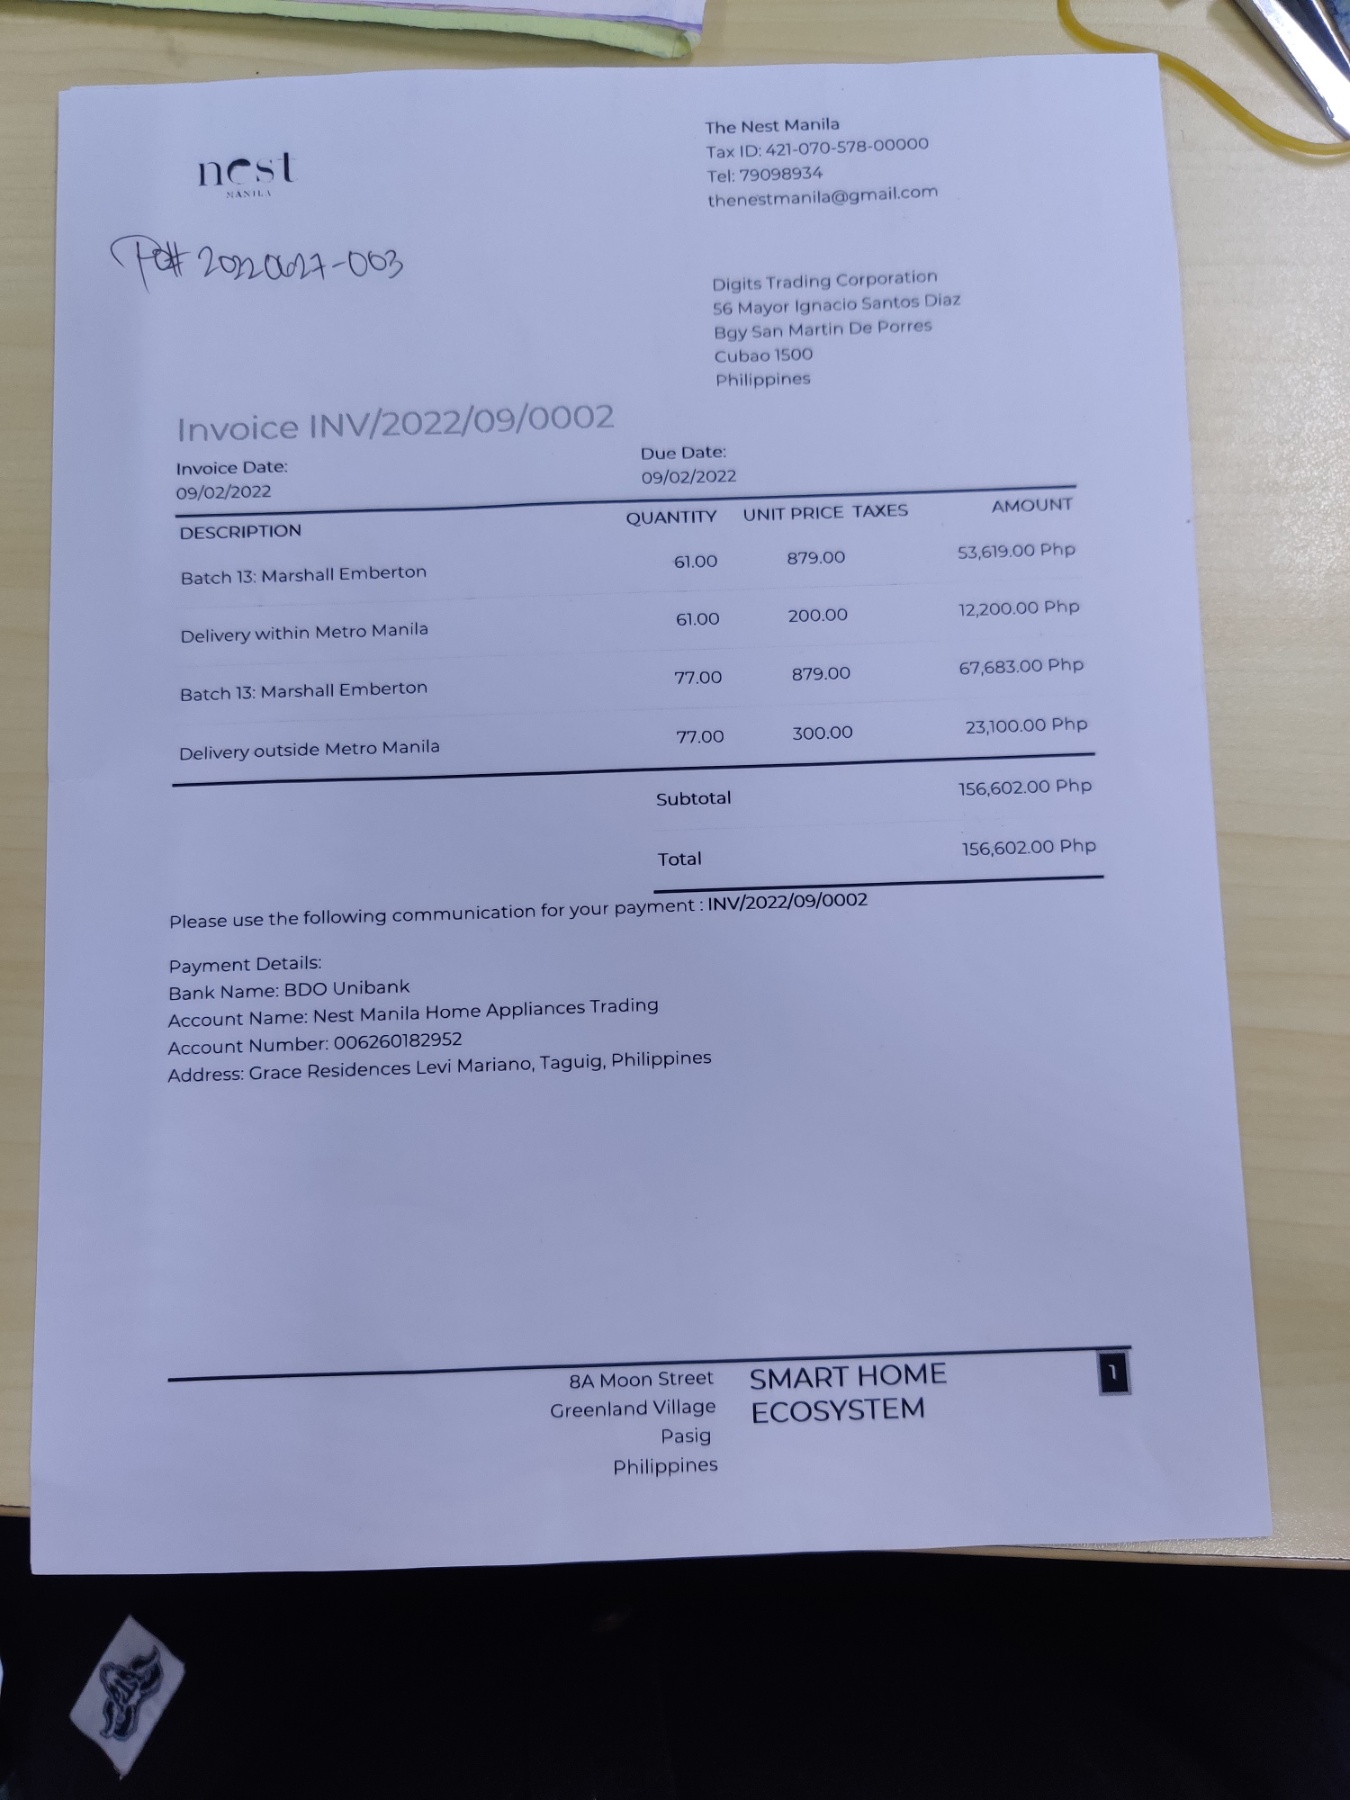 nest
MANILA
The Nest Manila
Tax ID: 421-070-578-00000
Tel: 79098934
thenestmanila@gmail.com
PO# 20220627-003
Digits Trading Corporation
56 Mayor Ignacio Santos Diaz
Bgy San Martin De Porres
Cubao 1500
Philippines
Invoice INV/2022/09/0002
Invoice Date: Due Date:
09/02/2022 09/02/2022
DESCRIPTION QUANTITY UNIT PRICE TAXES AMOUNT
Batch 13: Marshall Emberton 61.00 879.00 53,619.00 Php
Delivery within Metro Manila 61.00 200.00 12,200.00 Php
Batch 13: Marshall Emberton 77.00 879.00 67,683.00 Php
Delivery outside Metro Manila 77.00 300.00 23,100.00 Php
Subtotal 156,602.00 Php
Total 156,602.00 Php
Please use the following communication for your payment : INV/2022/09/0002
Payment Details:
Bank Name: BDO Unibank
Account Name: Nest Manila Home Appliances Trading
Account Number: 006260182952
Address: Grace Residences Levi Mariano, Taguig, Philippines
8A Moon Street SMART HOME 1
Greenland Village ECOSYSTEM
Pasig
Philippines